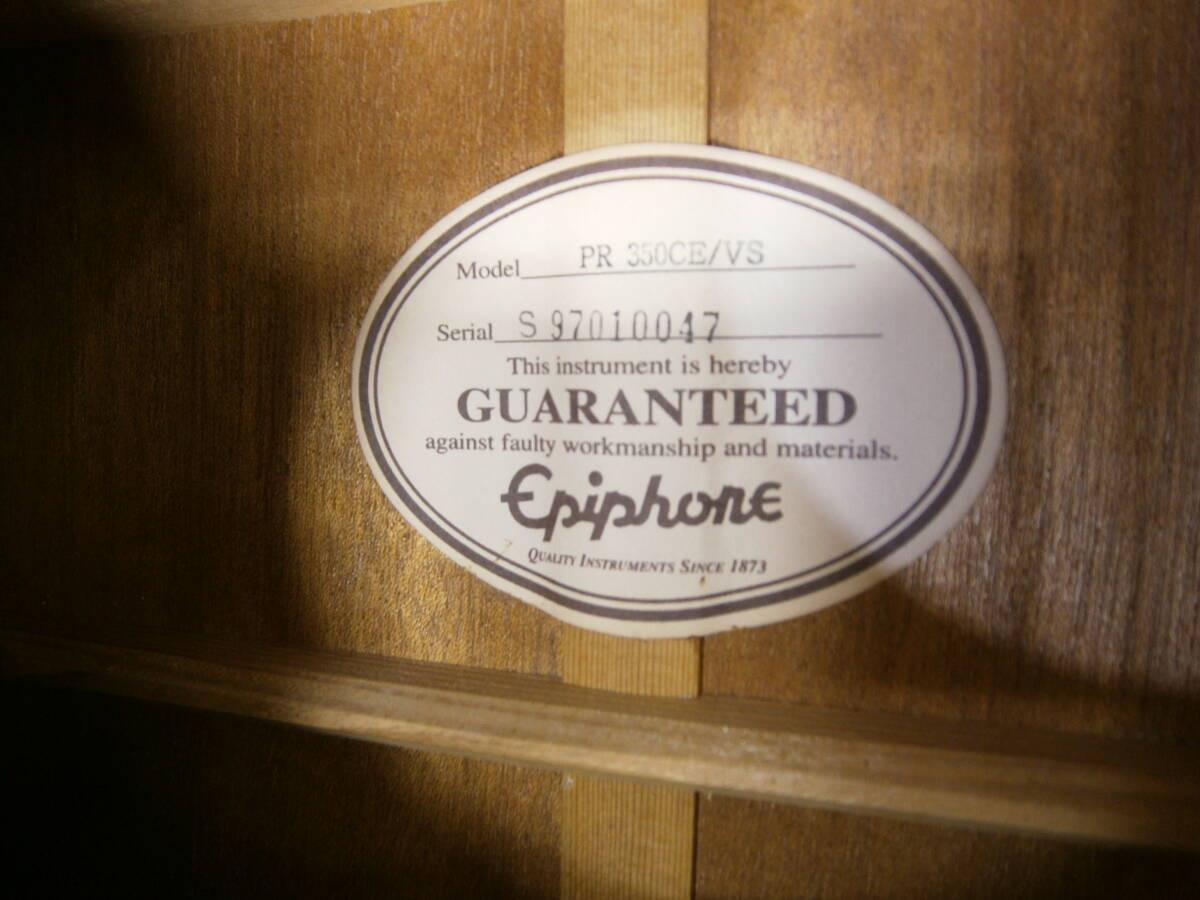 Model PR 350CE/VS
Serial S 97010047
This instrument is hereby
GUARANTEED
against faulty workmanship and materials.
Epiphone
QUALITY INSTRUMENTS SINCE 1873